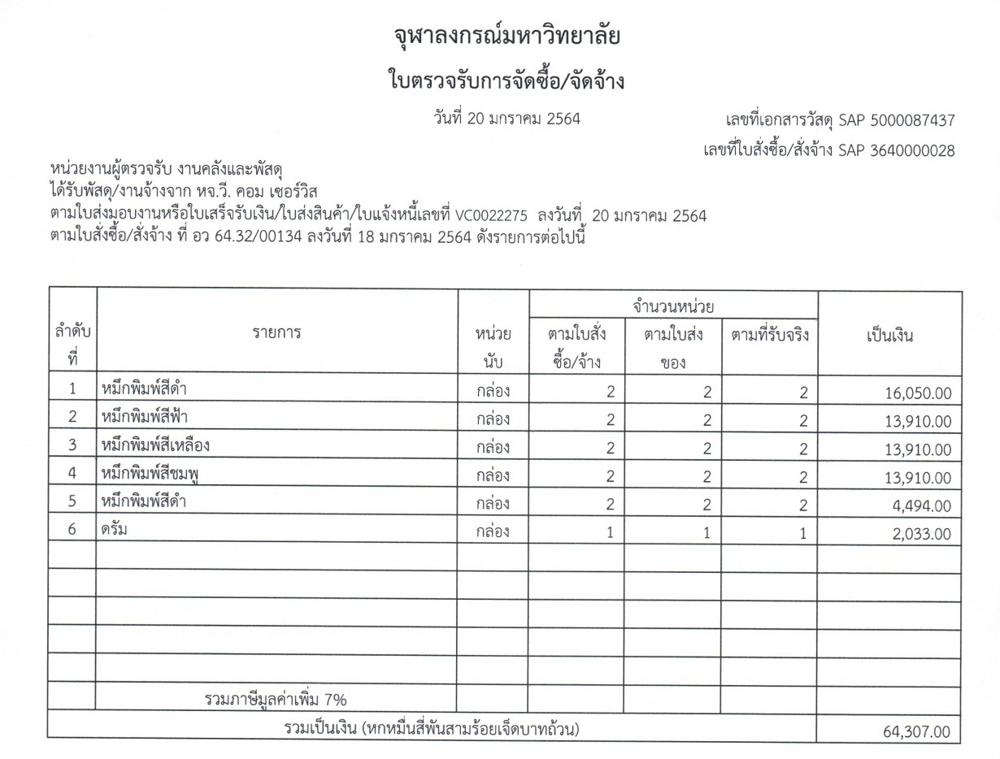 จุฬาลงกรณ์มหาวิทยาลัย
ใบตรวจรับการจัดซื้อ/จัดจ้าง
วันที่ 20 มกราคม 2564
เลขที่เอกสารวัสดุ SAP 5000087437
เลขที่ใบสั่งซื้อ/สั่งจ้าง SAP 3640000028
หน่วยงานผู้ตรวจรับ งานคลังและพัสดุ
ได้รับพัสดุ/งานจ้างจาก หจ.วี. คอม เซอร์วิส
ตามใบส่งมอบงานหรือใบเสร็จรับเงิน/ใบส่งสินค้า/ใบแจ้งหนี้เลขที่ VC0022275 ลงวันที่ 20 มกราคม 2564
ตามใบสั่งซื้อ/สั่งจ้าง ที่ อว 64.32/00134 ลงวันที่ 18 มกราคม 2564 ดังรายการต่อไปนี้
จำนวนหน่วย
ลำดับ รายการ หน่วย ตามใบสั่ง ตามใบส่ง ตามที่รับจริง เป็นเงิน
ที่ นับ ซื้อ/จ้าง ของ
1 หมึกพิมพ์สีดำ กล่อง 2 2 2 16,050.00
2 หมึกพิมพ์สีฟ้า กล่อง 2 2 2 13,910.00
3 หมึกพิมพ์สีเหลือง กล่อง 2 2 2 13,910.00
4 หมึกพิมพ์สีชมพู กล่อง 2 2 2 13,910.00
5 หมึกพิมพ์สีดำ กล่อง 2 2 2 4,494.00
6 ดรัม กล่อง 1 1 1 2,033.00
รวมภาษีมูลค่าเพิ่ม 7%
รวมเป็นเงิน (หกหมื่นสี่พันสามร้อยเจ็ดบาทถ้วน) 64,307.00